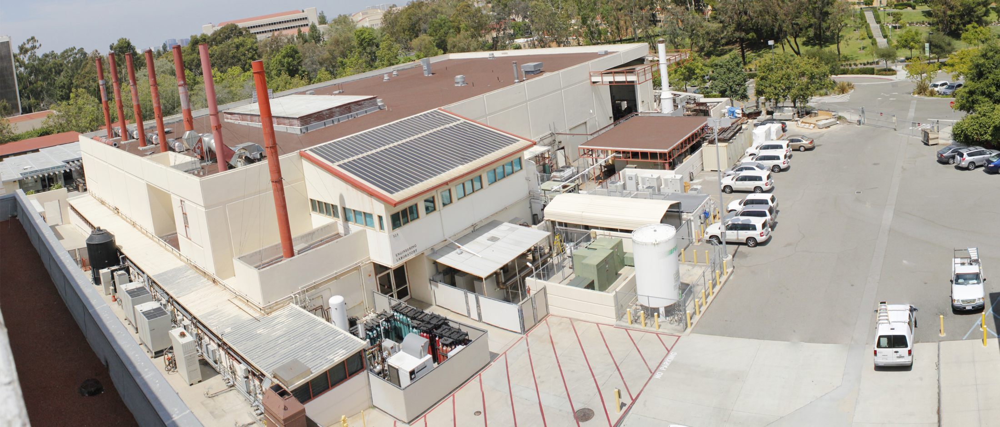 323
ENGINEERING
LABORATORY
NO PARKING